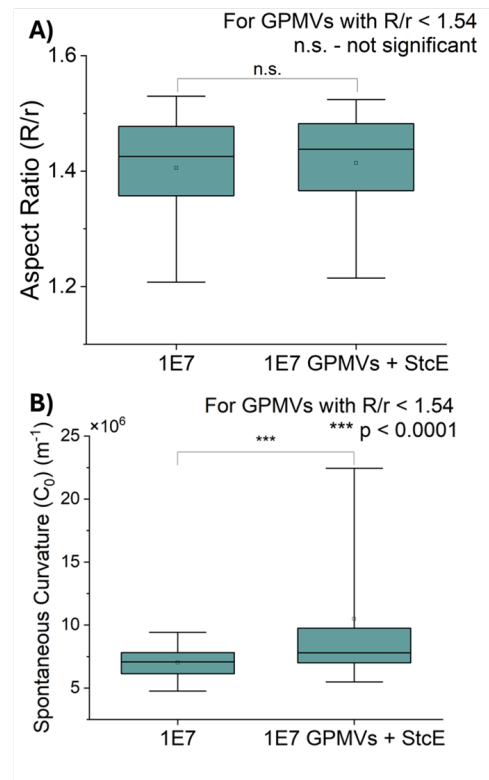 A)
For GPMVs with R/r < 1.54
n.s. - not significant
1.6
n.s.
1.4
1.2
Aspect Ratio (R/r)
1E7
1E7 GPMVs + StcE
B)
For GPMVs with R/r < 1.54
*** p < 0.0001
×10⁶
25
***
20
15
10
5
Spontaneous Curvature (C₀) (m⁻¹)
1E7
1E7 GPMVs + StcE